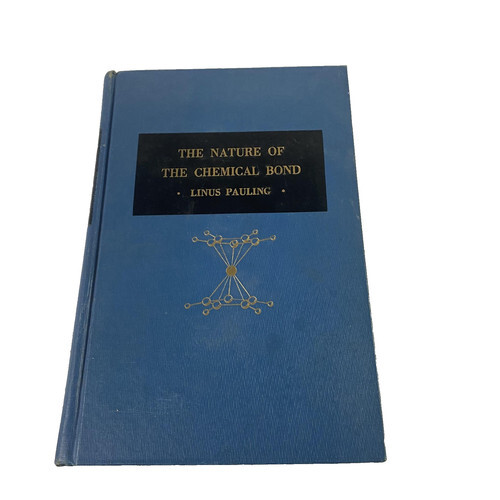 THE NATURE OF
THE CHEMICAL BOND
• LINUS PAULING •